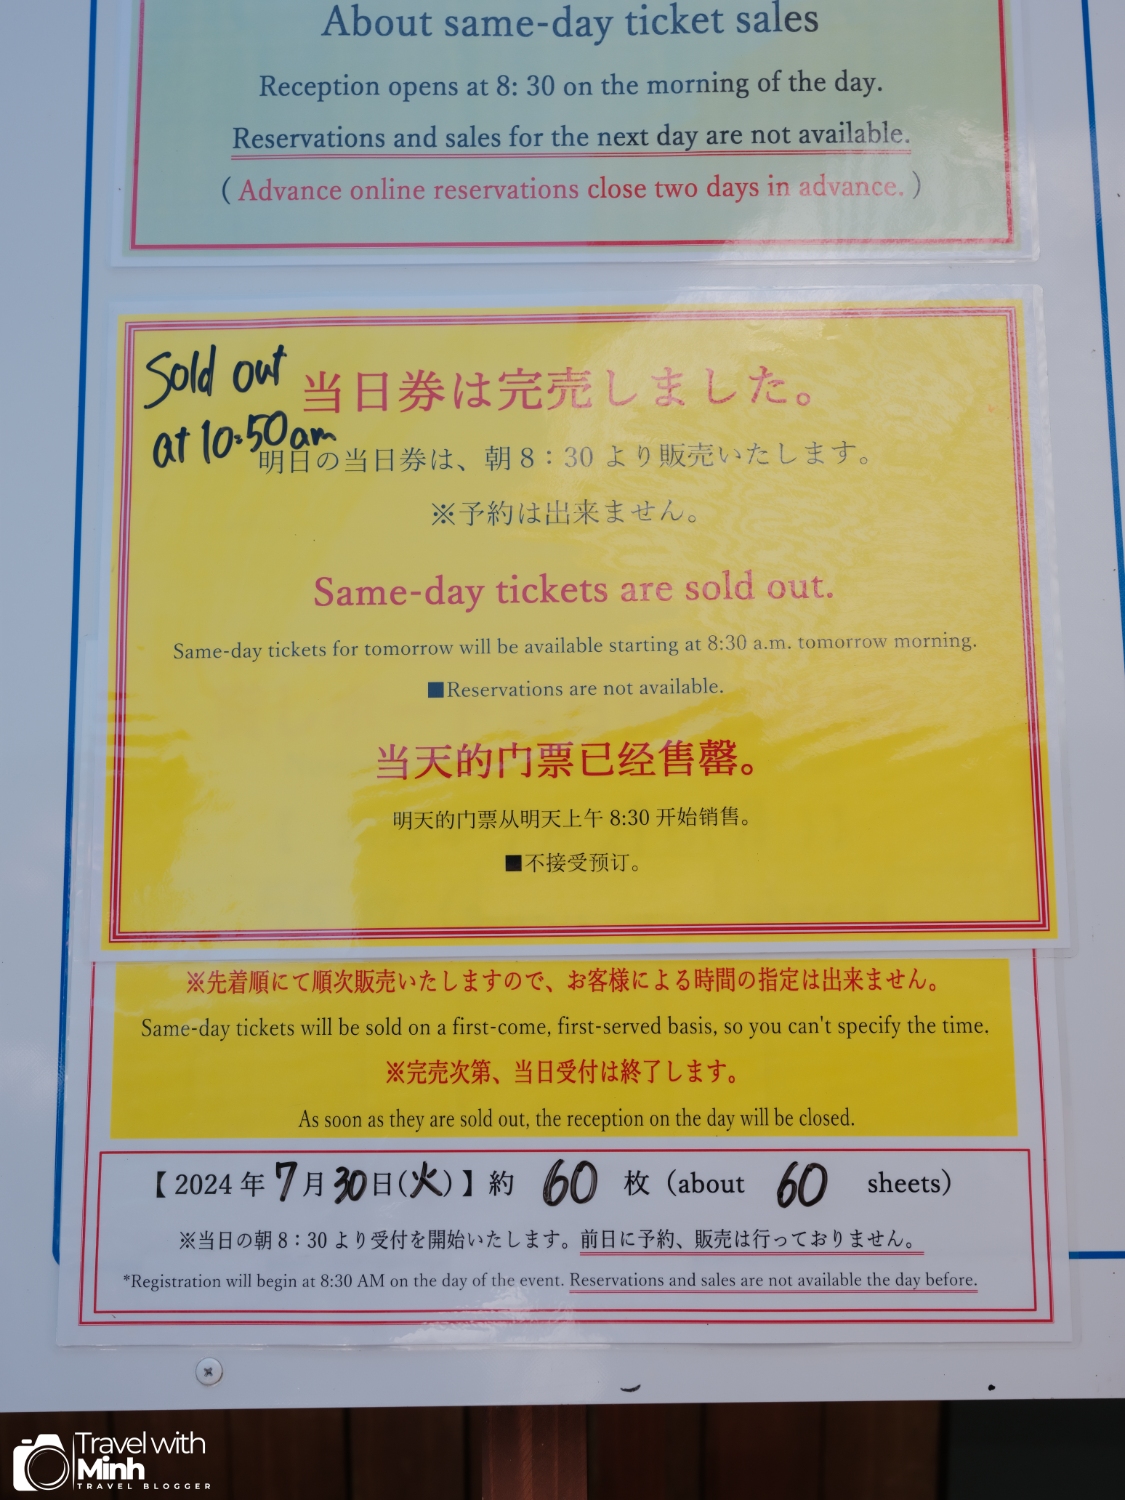 About same-day ticket sales
Reception opens at 8: 30 on the morning of the day.
Reservations and sales for the next day are not available.
( Advance online reservations close two days in advance. )
Sold out
at 10:50am
当日券は完売しました。
明日の当日券は、朝８：30 より販売いたします。
※予約は出来ません。
Same-day tickets are sold out.
Same-day tickets for tomorrow will be available starting at 8:30 a.m. tomorrow morning.
■Reservations are not available.
当天的门票已经售罄。
明天的门票从明天上午 8:30 开始销售。
■不接受预订。
※先着順にて順次販売いたしますので、お客様による時間の指定は出来ません。
Same-day tickets will be sold on a first-come, first-served basis, so you can't specify the time.
※完売次第、当日受付は終了します。
As soon as they are sold out, the reception on the day will be closed.
【 2024 年 7 月 30 日(火) 】約 60 枚（about 60 sheets）
※当日の朝８：30 より受付を開始いたします。前日に予約、販売は行っておりません。
*Registration will begin at 8:30 AM on the day of the event. Reservations and sales are not available the day before.
Travel with
Minh
TRAVEL BLOGGER